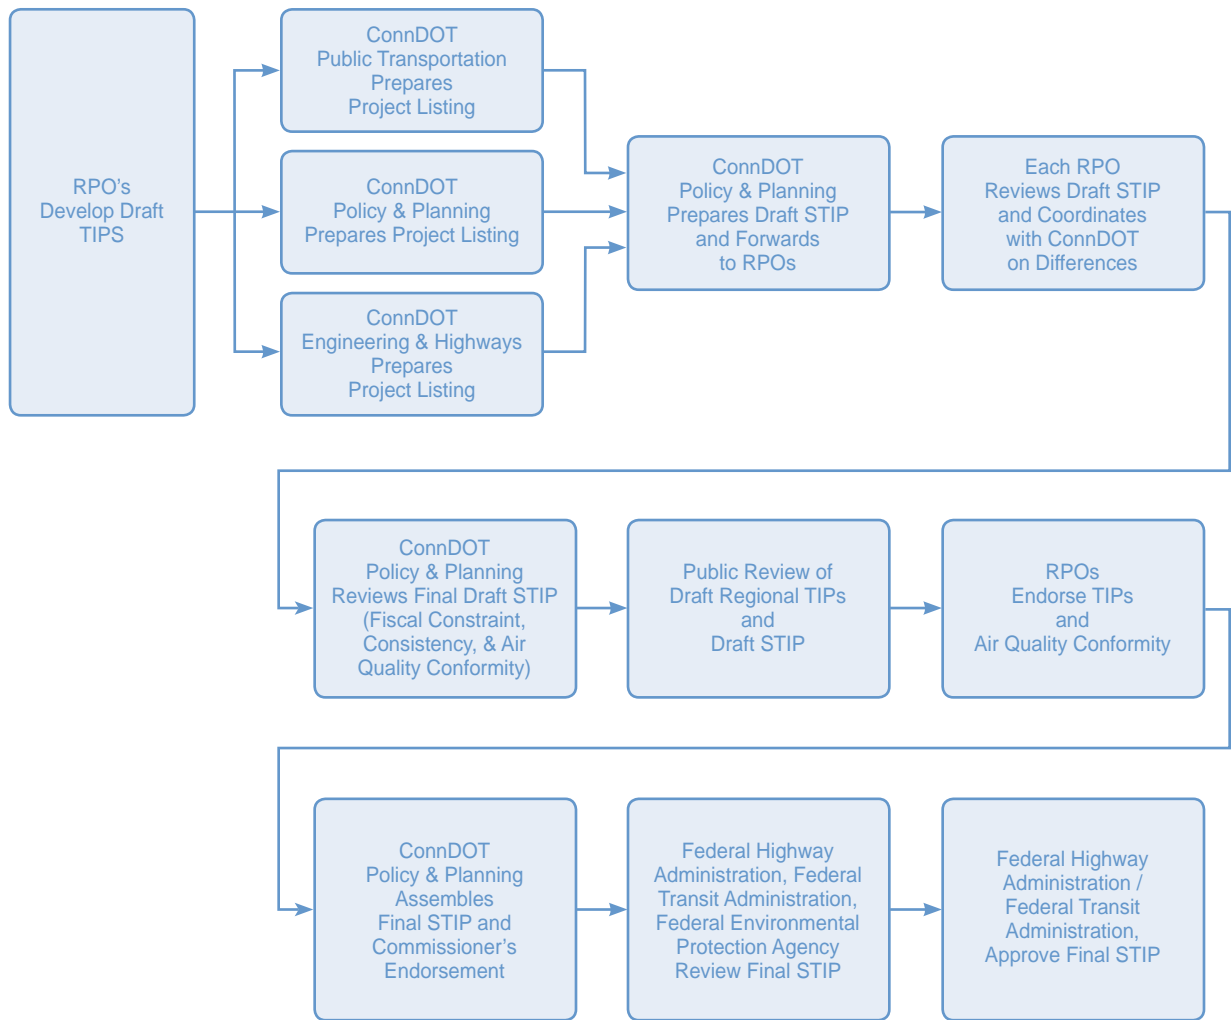 RPO's
Develop Draft
TIPS
ConnDOT
Public Transportation
Prepares
Project Listing
ConnDOT
Policy & Planning
Prepares Project Listing
ConnDOT
Engineering & Highways
Prepares
Project Listing
ConnDOT
Policy & Planning
Prepares Draft STIP
and Forwards
to RPOs
Each RPO
Reviews Draft STIP
and Coordinates
with ConnDOT
on Differences
ConnDOT
Policy & Planning
Reviews Final Draft STIP
(Fiscal Constraint,
Consistency, & Air
Quality Conformity)
Public Review of
Draft Regional TIPs
and
Draft STIP
RPOs
Endorse TIPs
and
Air Quality Conformity
ConnDOT
Policy & Planning
Assembles
Final STIP and
Commissioner's
Endorsement
Federal Highway
Administration, Federal
Transit Administration,
Federal Environmental
Protection Agency
Review Final STIP
Federal Highway
Administration /
Federal Transit
Administration,
Approve Final STIP